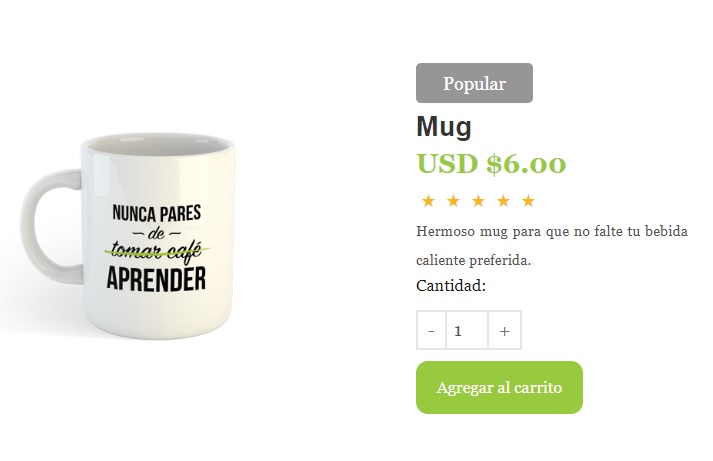 NUNCA PARES
de
tomar café
APRENDER
Popular
Mug
USD $6.00
Hermoso mug para que no falte tu bebida
caliente preferida.
Cantidad:
- 1 +
Agregar al carrito